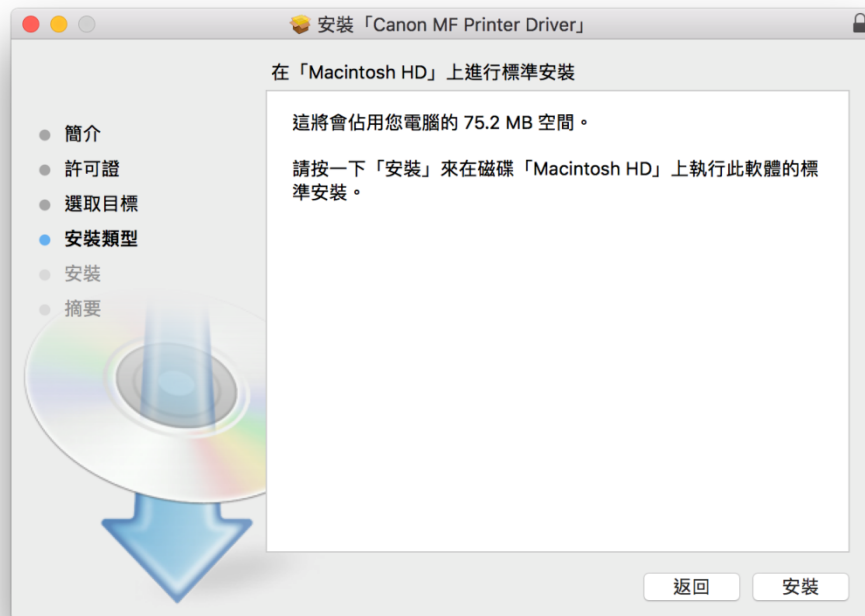 安裝「Canon MF Printer Driver」
在「Macintosh HD」上進行標準安裝
簡介
許可證
選取目標
安裝類型
安裝
摘要
這將會佔用您電腦的 75.2 MB 空間。
請按一下「安裝」來在磁碟「Macintosh HD」上執行此軟體的標
準安裝。
返回
安裝